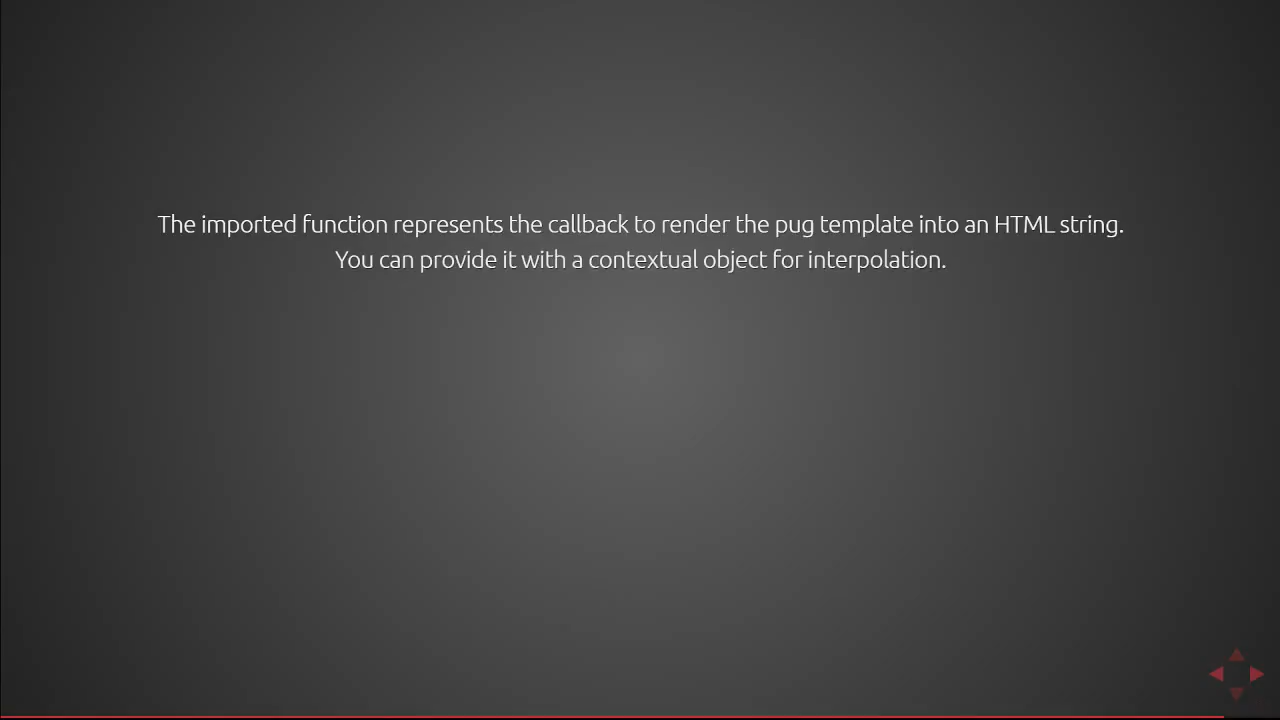 The imported function represents the callback to render the pug template into an HTML string.
You can provide it with a contextual object for interpolation.